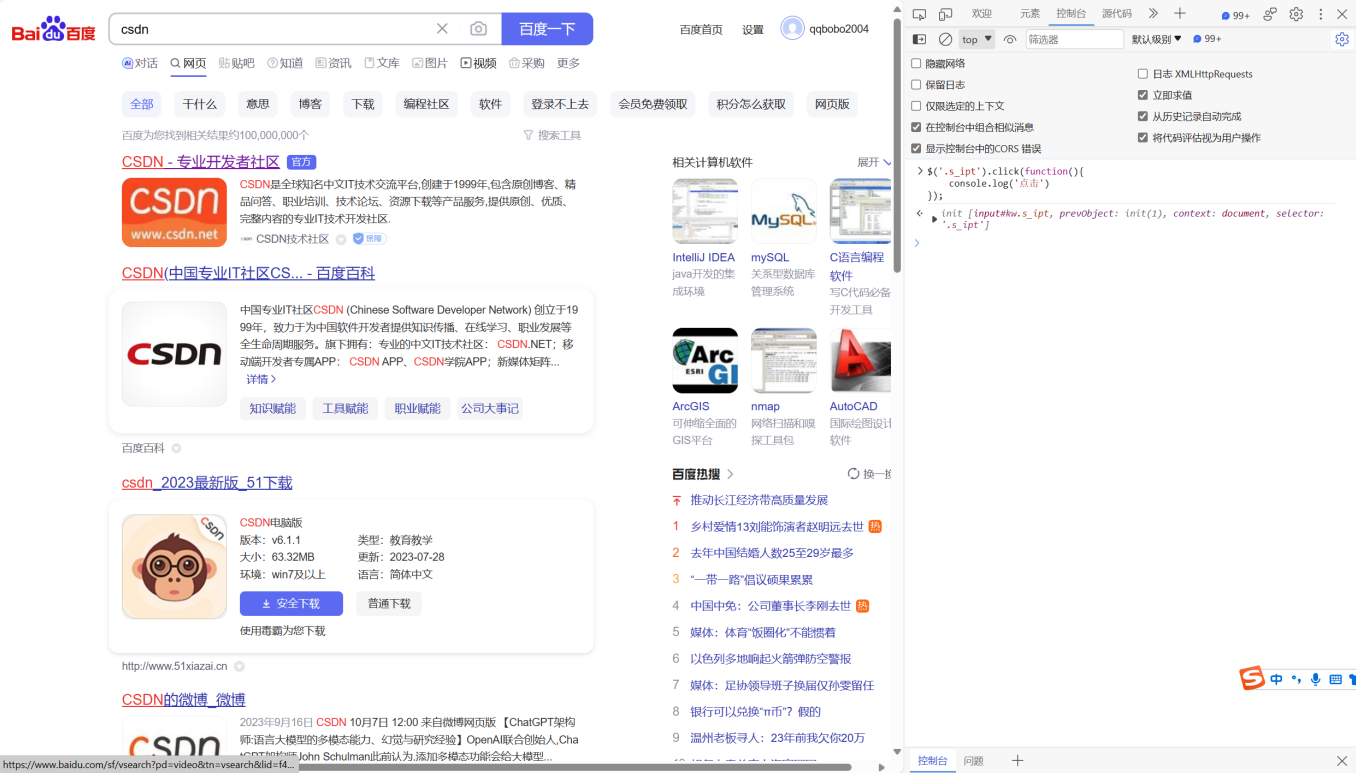 Bai du 百度
csdn
百度一下
百度首页 设置 qqbobo2004
对话 网页 贴吧 知道 资讯 文库 图片 视频 采购 更多
全部 干什么 意思 博客 下载 编程社区 软件 登录不上去 会员免费领取 积分怎么获取 网页版
百度为您找到相关结果约100,000,000个 搜索工具
CSDN - 专业开发者社区 官方
CSDN
www.csdn.net
CSDN是全球知名中文IT技术交流平台,创建于1999年,包含原创博客、精
品问答、职业培训、技术论坛、资源下载等产品服务,提供原创、优质、
完整内容的专业IT技术开发社区.
CSDN技术社区 保障
CSDN(中国专业IT社区CS... - 百度百科
CSDN
中国专业IT社区CSDN (Chinese Software Developer Network) 创立于19
99年，致力于为中国软件开发者提供知识传播、在线学习、职业发展等
全生命周期服务。旗下拥有：专业的中文IT技术社区： CSDN.NET；移
动端开发者专属APP： CSDN APP、CSDN学院APP；新媒体矩阵...
详情 >
知识赋能 工具赋能 职业赋能 公司大事记
百度百科
csdn_2023最新版_51下载
CSDN
CSDN电脑版
版本：v6.1.1 类型：教育教学
大小：63.32MB 更新：2023-07-28
环境：win7及以上 语言：简体中文
安全下载 普通下载
使用毒霸为您下载
http://www.51xiazai.cn
CSDN的微博_微博
CSDN
2023年9月16日 CSDN 10月7日 12:00 来自微博网页版 【ChatGPT架构
师:语言大模型的多模态能力、幻觉与研究经验】OpenAI联合创始人,Cha
John Schulman此前认为,添加多模态功能会给大模型...
https://www.baidu.com/sf/vsearch?pd=video&tn=vsearch&lid=f4...
相关计算机软件 展开
MySQL
IntelliJ IDEA mySQL C语言编程
软件
java开发的集
成环境
关系型数据库
管理系统
写C代码必备
开发工具
Arc
ESRI GI
ArcGIS nmap AutoCAD
可伸缩全面的
GIS平台
网络扫描和嗅
探工具包
国际绘图设计
软件
百度热搜 > 换一换
推动长江经济带高质量发展
1 乡村爱情13刘能饰演者赵明远去世 热
2 去年中国结婚人数25至29岁最多
3 “一带一路”倡议硕果累累
4 中国中免：公司董事长李刚去世 热
5 媒体：体育“饭圈化”不能惯着
6 以色列多地响起火箭弹防空警报
7 媒体：足协领导班子换届仅孙雯留任
8 银行可以兑换“π币”？假的
9 温州老板寻人：23年前我欠你20万
欢迎 元素 控制台 源代码 99+
top 筛选器 默认级别 99+
隐藏网络
保留日志
仅限选定的上下文
在控制台中组合相似消息
显示控制台中的CORS 错误
日志 XMLHttpRequests
立即求值
从历史记录自动完成
将代码评估视为用户操作
$('.s_ipt').click(function(){
console.log('点击')
});
init [input#kw.s_ipt, prevObject: init(1), context: document, selector:
'.s_ipt']
S 中
控制台 问题